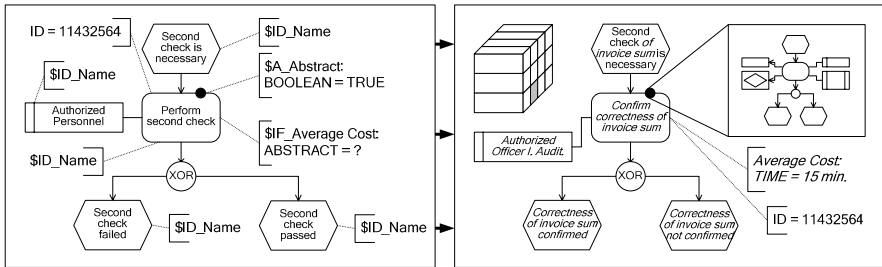 ID = 11432564
Second
check is
necessary
$ID_Name
$ID_Name
$A_Abstract:
BOOLEAN = TRUE
Authorized
Personnel
Perform
second check
$ID_Name
$IF_Average Cost:
ABSTRACT = ?
XOR
Second
check
failed
$ID_Name
Second
check
passed
$ID_Name
Second
check of
invoice sum is
necessary
Confirm
correctness of
invoice sum
Authorized
Officer I. Audit.
Average Cost:
TIME = 15 min.
XOR
ID = 11432564
Correctness
of invoice sum
confirmed
Correctness
of invoice sum
not confirmed